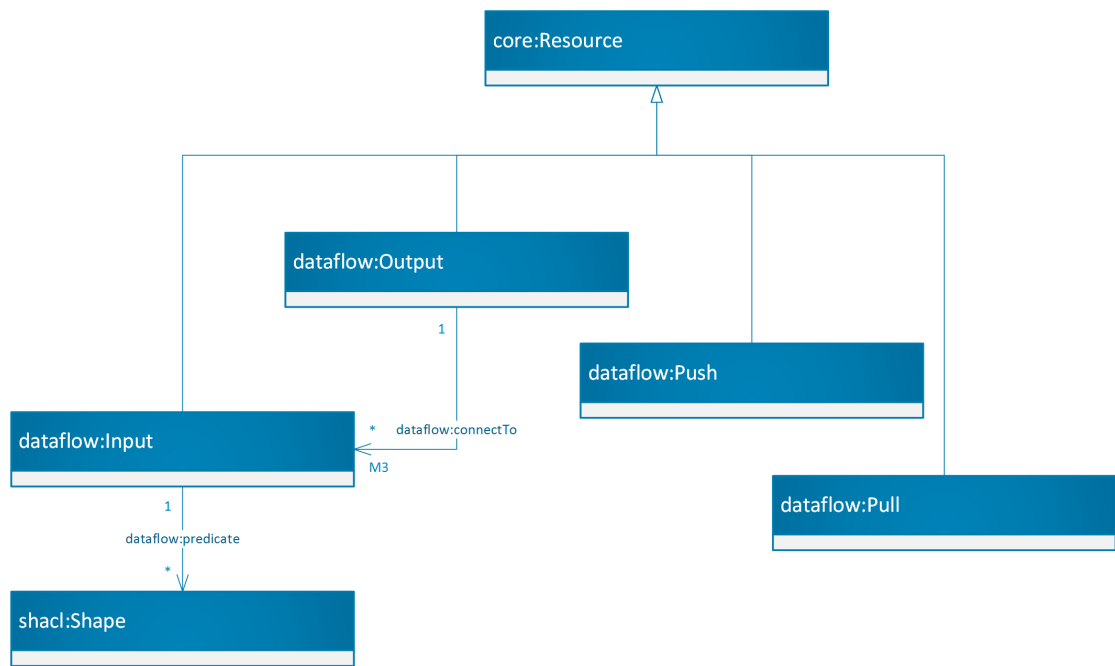 core:Resource
dataflow:Output
1
dataflow:Push
dataflow:Input
* dataflow:connectTo
M3
dataflow:Pull
1
dataflow:predicate
*
shacl:Shape